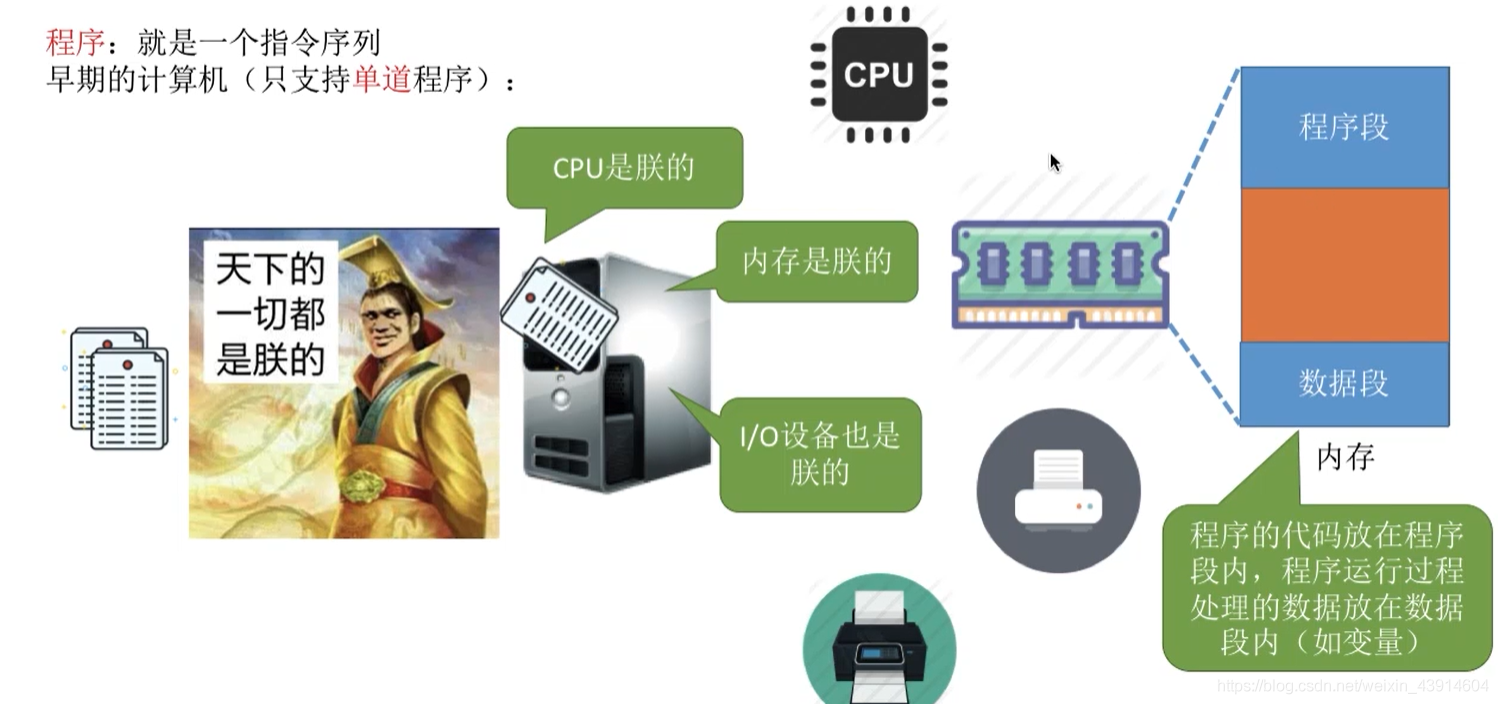 程序：就是一个指令序列
早期的计算机（只支持单道程序）：
CPU
程序段
CPU是朕的
天下的
一切都
是朕的
内存是朕的
I/O设备也是
朕的
数据段
内存
程序的代码放在程序
段内，程序运行过程
处理的数据放在数据
段内（如变量）
https://blog.csdn.net/weixin_43914604